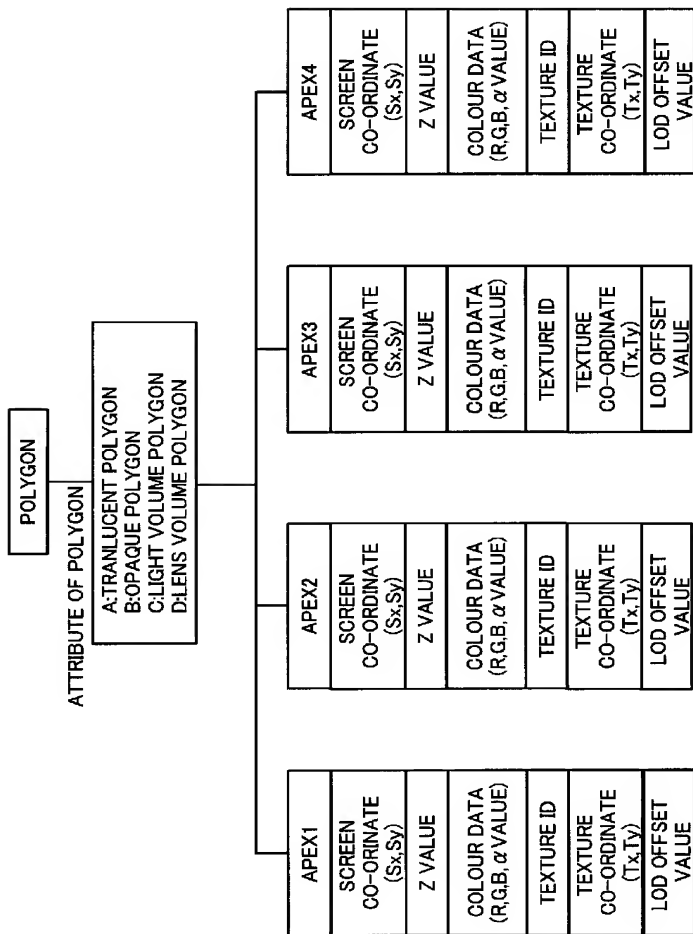 POLYGON
ATTRIBUTE OF POLYGON
A:TRANLUCENT POLYGON
B:OPAQUE POLYGON
C:LIGHT VOLUME POLYGON
D:LENS VOLUME POLYGON
APEX1
SCREEN
CO-ORINATE
(Sx,Sy)
Z VALUE
COLOUR DATA
(R,G,B, α VALUE)
TEXTURE ID
TEXTURE
CO-ORDINATE
(Tx,Ty)
LOD OFFSET
VALUE
APEX2
SCREEN
CO-ORDINATE
(Sx,Sy)
Z VALUE
COLOUR DATA
(R,G,B, α VALUE)
TEXTURE ID
TEXTURE
CO-ORDINATE
(Tx,Ty)
LOD OFFSET
VALUE
APEX3
SCREEN
CO-ORDINATE
(Sx,Sy)
Z VALUE
COLOUR DATA
(R,G,B, α VALUE)
TEXTURE ID
TEXTURE
CO-ORDINATE
(Tx,Ty)
LOD OFFSET
VALUE
APEX4
SCREEN
CO-ORDINATE
(Sx,Sy)
Z VALUE
COLOUR DATA
(R,G,B, α VALUE)
TEXTURE ID
TEXTURE
CO-ORDINATE
(Tx,Ty)
LOD OFFSET
VALUE